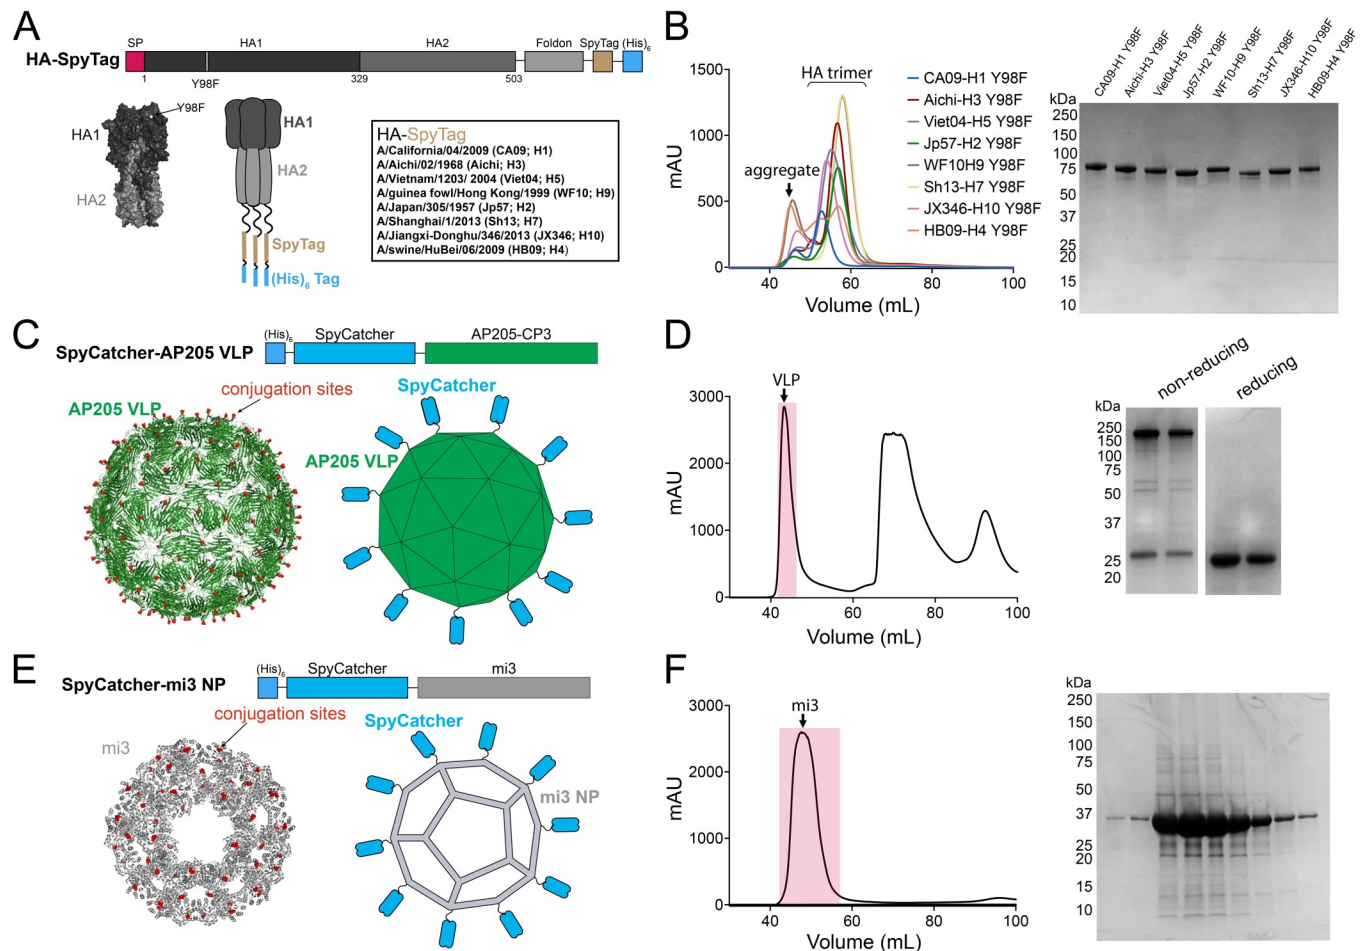 A
HA-SpyTag
SP
HA1
HA2
Foldon
SpyTag
(His)6
1
Y98F
329
503
Y98F
HA1
HA2
HA1
HA2
SpyTag
(His)6 Tag
HA-SpyTag
A/California/04/2009 (CA09; H1)
A/Aichi/02/1968 (Aichi; H3)
A/Vietnam/1203/ 2004 (Viet04; H5)
A/guinea fowl/Hong Kong/1999 (WF10; H9)
A/Japan/305/1957 (Jp57; H2)
A/Shanghai/1/2013 (Sh13; H7)
A/Jiangxi-Donghu/346/2013 (JX346; H10)
A/swine/HuBei/06/2009 (HB09; H4)
B
1500
1000
500
0
mAU
40
60
80
100
Volume (mL)
aggregate
HA trimer
CA09-H1 Y98F
Aichi-H3 Y98F
Viet04-H5 Y98F
Jp57-H2 Y98F
WF10H9 Y98F
Sh13-H7 Y98F
JX346-H10 Y98F
HB09-H4 Y98F
CA09-H1 Y98F
Aichi-H3 Y98F
Viet04-H5 Y98F
Jp57-H2 Y98F
WF10-H9 Y98F
Sh13-H7 Y98F
JX346-H10 Y98F
HB09-H4 Y98F
kDa
250
150
100
75
50
37
25
20
15
10
C
SpyCatcher-AP205 VLP
(His)6
SpyCatcher
AP205-CP3
conjugation sites
AP205 VLP
SpyCatcher
AP205 VLP
D
3000
2000
1000
0
mAU
VLP
40
60
80
100
Volume (mL)
non-reducing
reducing
kDa
250
150
100
75
50
37
25
20
E
SpyCatcher-mi3 NP
(His)6
SpyCatcher
mi3
conjugation sites
mi3
SpyCatcher
mi3 NP
F
3000
2000
1000
0
mAU
mi3
40
60
80
100
Volume (mL)
kDa
250
150
100
75
50
37
25
20
15
10